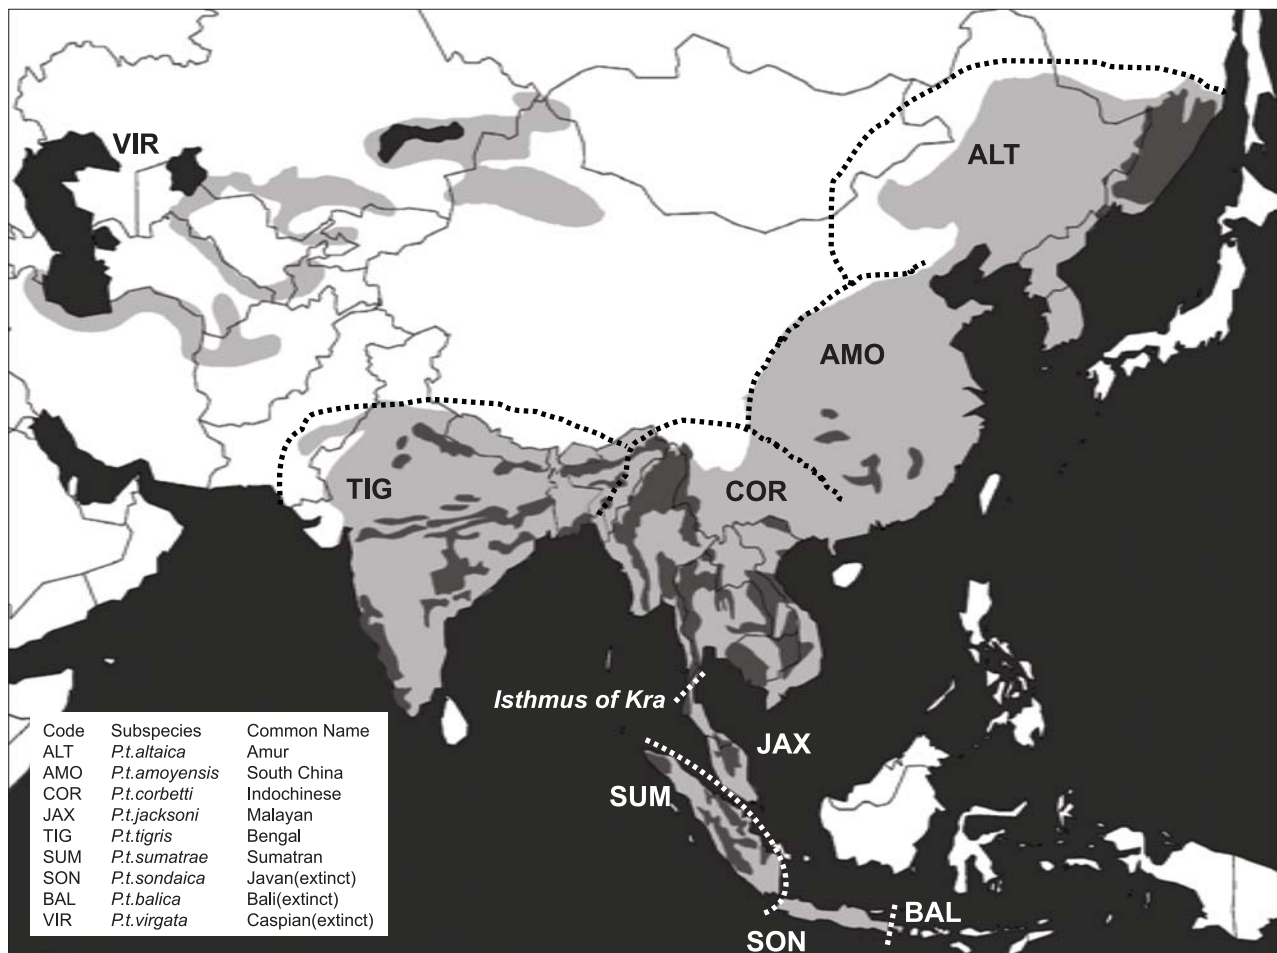 VIR
ALT
AMO
TIG
COR
Isthmus of Kra
JAX
SUM
BAL
SON
Code Subspecies Common Name
ALT P.t.altaica Amur
AMO P.t.amoyensis South China
COR P.t.corbetti Indochinese
JAX P.t.jacksoni Malayan
TIG P.t.tigris Bengal
SUM P.t.sumatrae Sumatran
SON P.t.sondaica Javan(extinct)
BAL P.t.balica Bali(extinct)
VIR P.t.virgata Caspian(extinct)